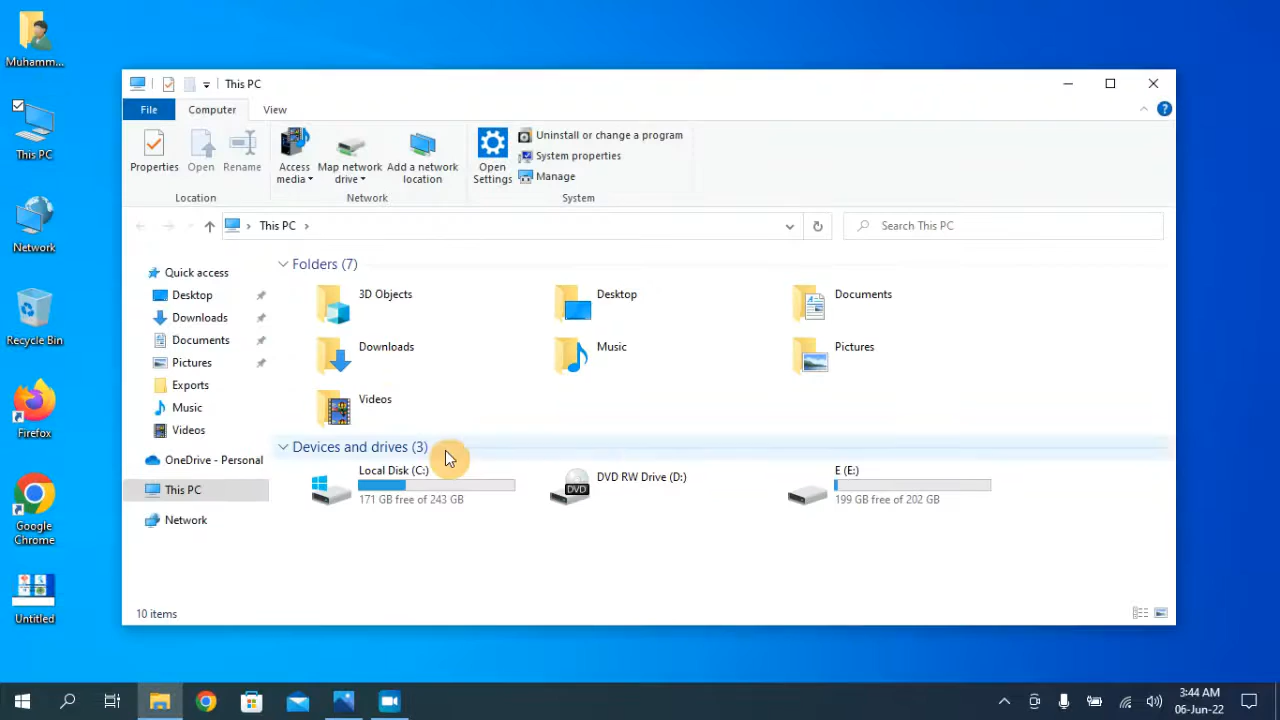 Muhamm...
This PC
Network
Recycle Bin
Firefox
Google
Chrome
Untitled
This PC
File
Computer
View
Properties
Open
Rename
Location
Access
media
Map network
drive
Add a network
location
Network
Open
Settings
Uninstall or change a program
System properties
Manage
System
This PC
Search This PC
Quick access
Desktop
Downloads
Documents
Pictures
Exports
Music
Videos
OneDrive - Personal
This PC
Network
Folders (7)
3D Objects
Desktop
Documents
Downloads
Music
Pictures
Videos
Devices and drives (3)
Local Disk (C:)
171 GB free of 243 GB
DVD
DVD RW Drive (D:)
E (E:)
199 GB free of 202 GB
10 items
3:44 AM
06-Jun-22